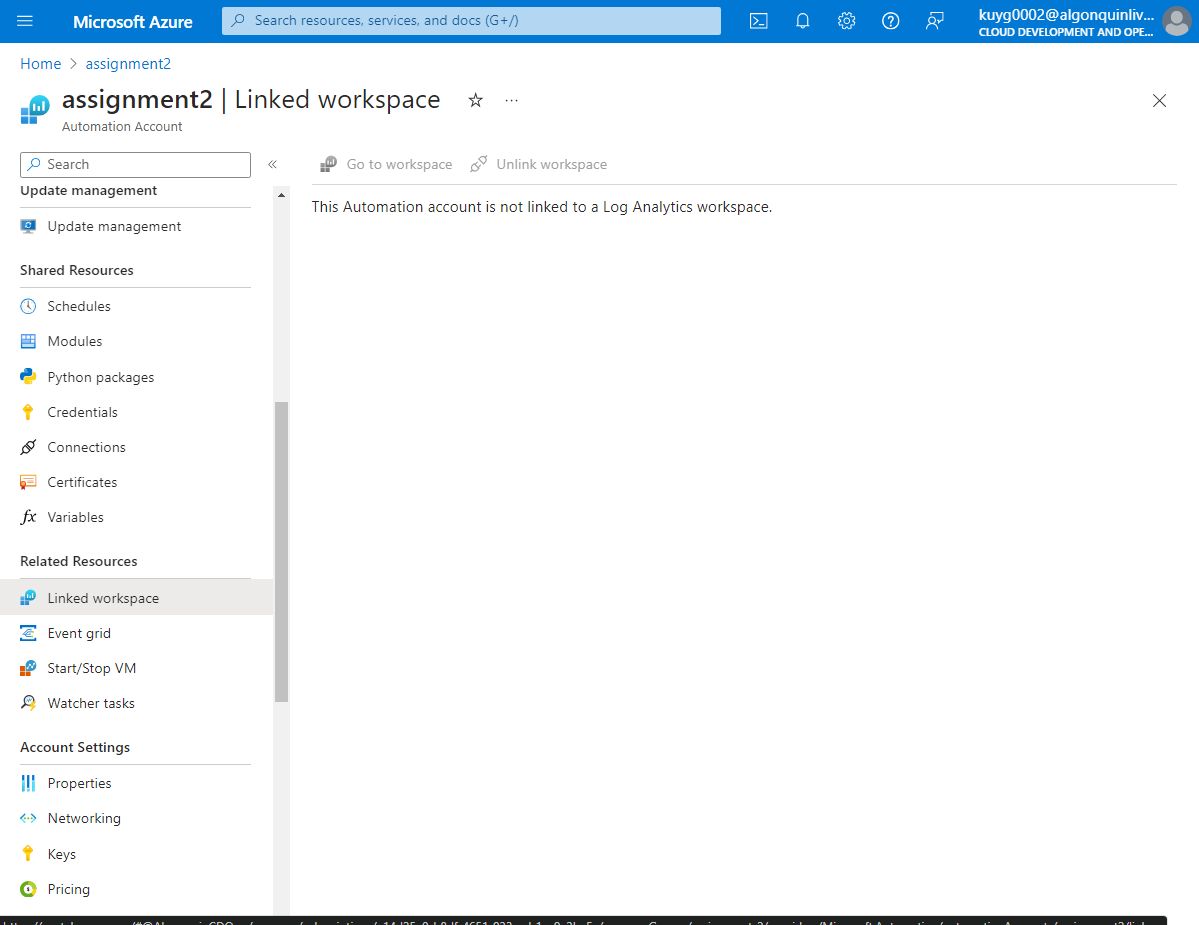 Microsoft Azure
Search resources, services, and docs (G+/)
kuyg0002@algonquinliv...
CLOUD DEVELOPMENT AND OPE...
Home > assignment2
assignment2 | Linked workspace
Automation Account
Search
Go to workspace
Unlink workspace
This Automation account is not linked to a Log Analytics workspace.
Update management
Update management
Shared Resources
Schedules
Modules
Python packages
Credentials
Connections
Certificates
Variables
Related Resources
Linked workspace
Event grid
Start/Stop VM
Watcher tasks
Account Settings
Properties
Networking
Keys
Pricing